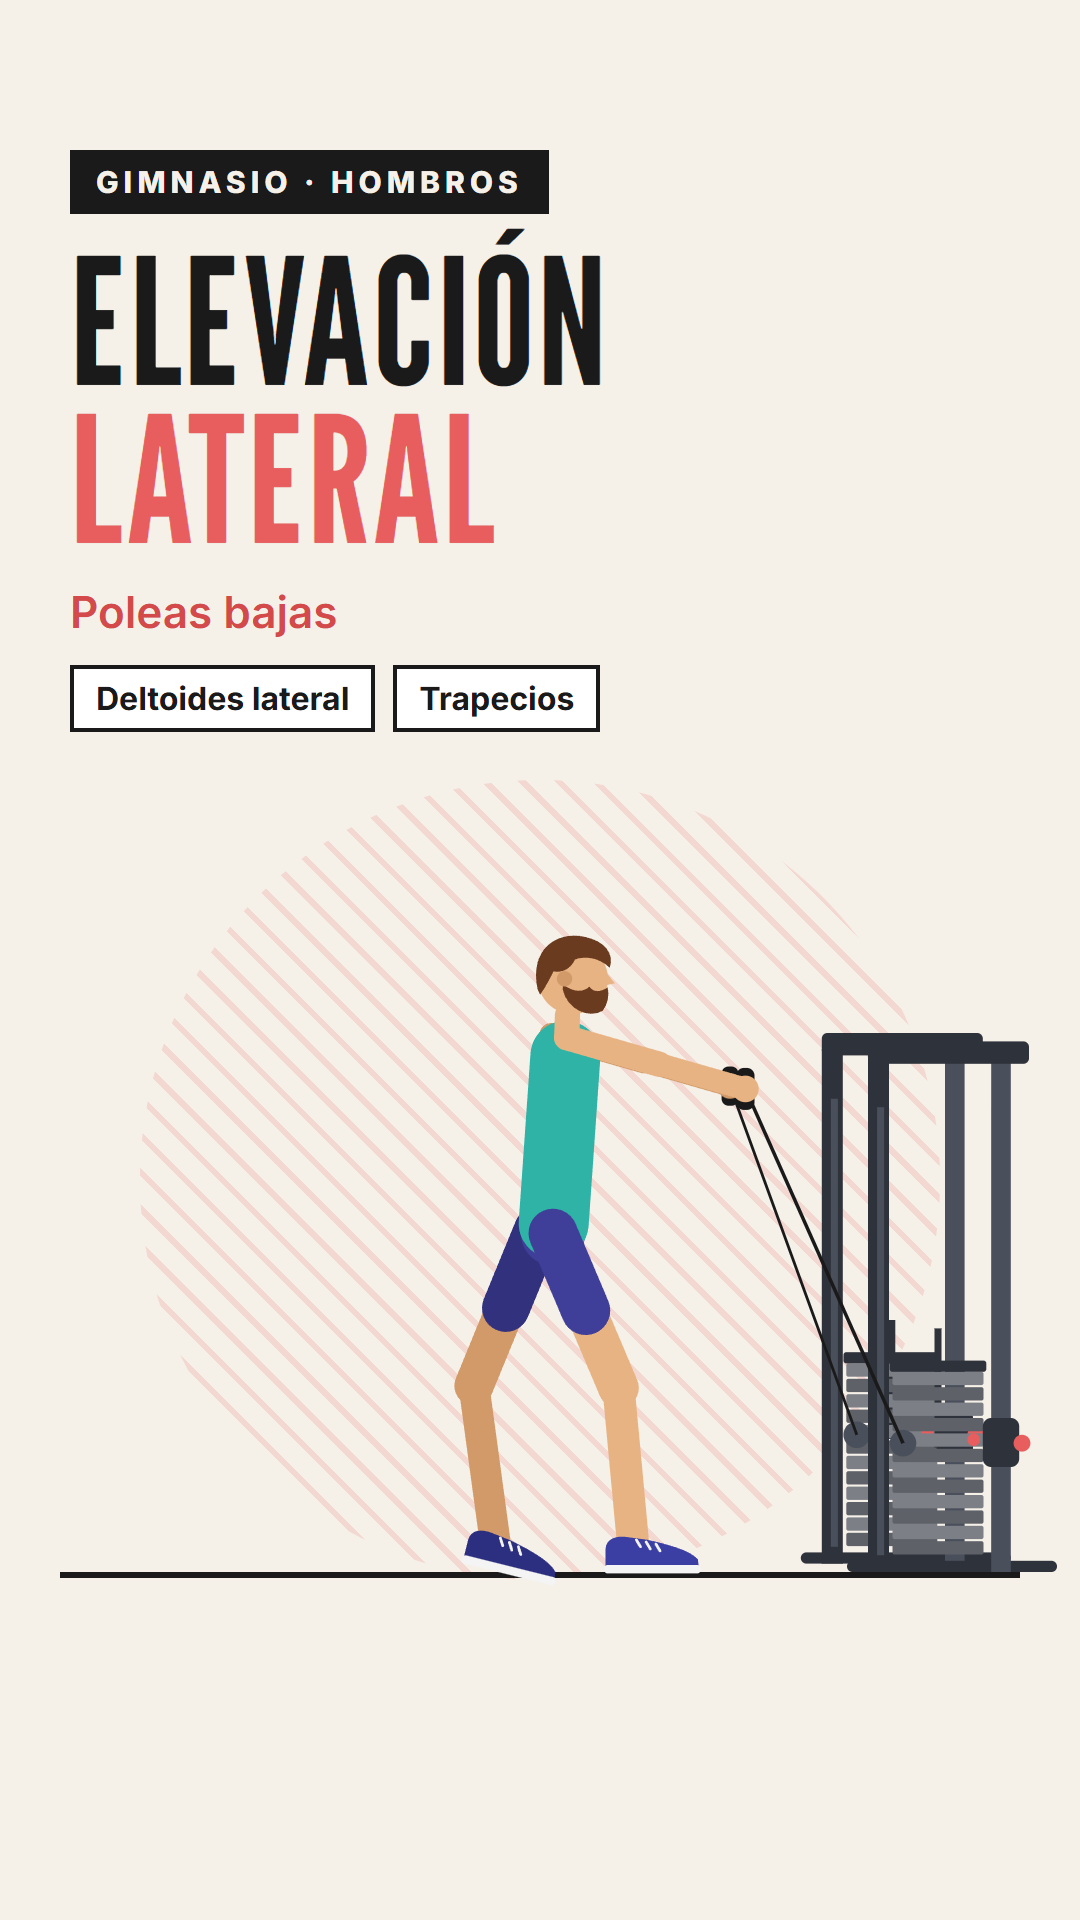 GIMNASIO · HOMBROS
ELEVACIÓN
LATERAL
Poleas bajas
Deltoides lateral
Trapecios